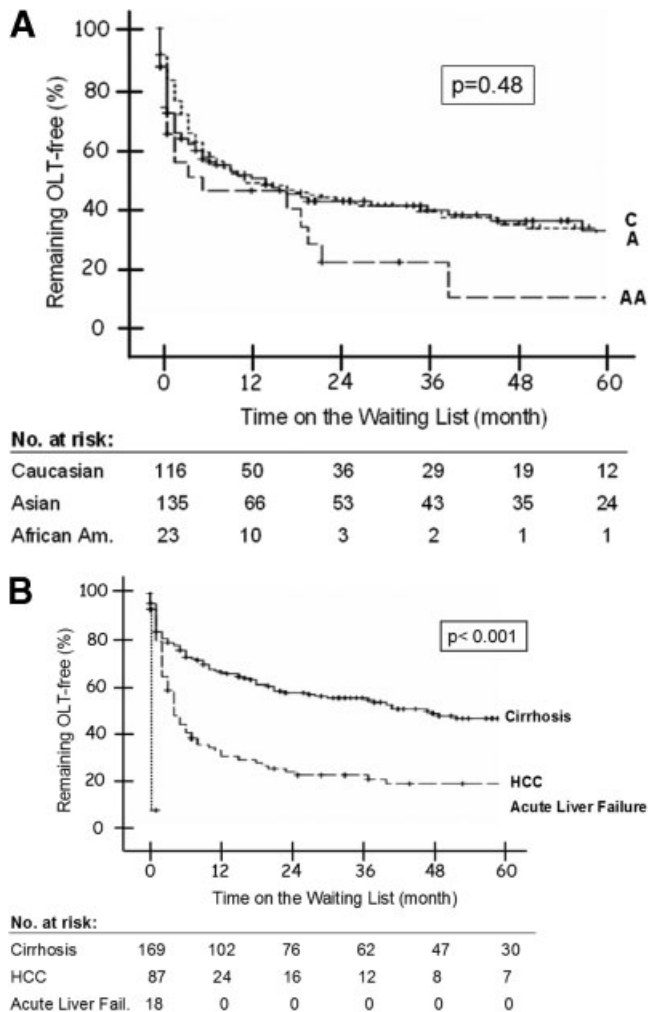 A
Remaining OLT-free (%)
100
80
60
40
20
0
p=0.48
C
A
AA
0 12 24 36 48 60
Time on the Waiting List (month)
No. at risk:
Caucasian 116 50 36 29 19 12
Asian 135 66 53 43 35 24
African Am. 23 10 3 2 1 1
B
Remaining OLT-free (%)
100
80
60
40
20
0
p< 0.001
Cirrhosis
HCC
Acute Liver Failure
0 12 24 36 48 60
Time on the Waiting List (month)
No. at risk:
Cirrhosis 169 102 76 62 47 30
HCC 87 24 16 12 8 7
Acute Liver Fail. 18 0 0 0 0 0